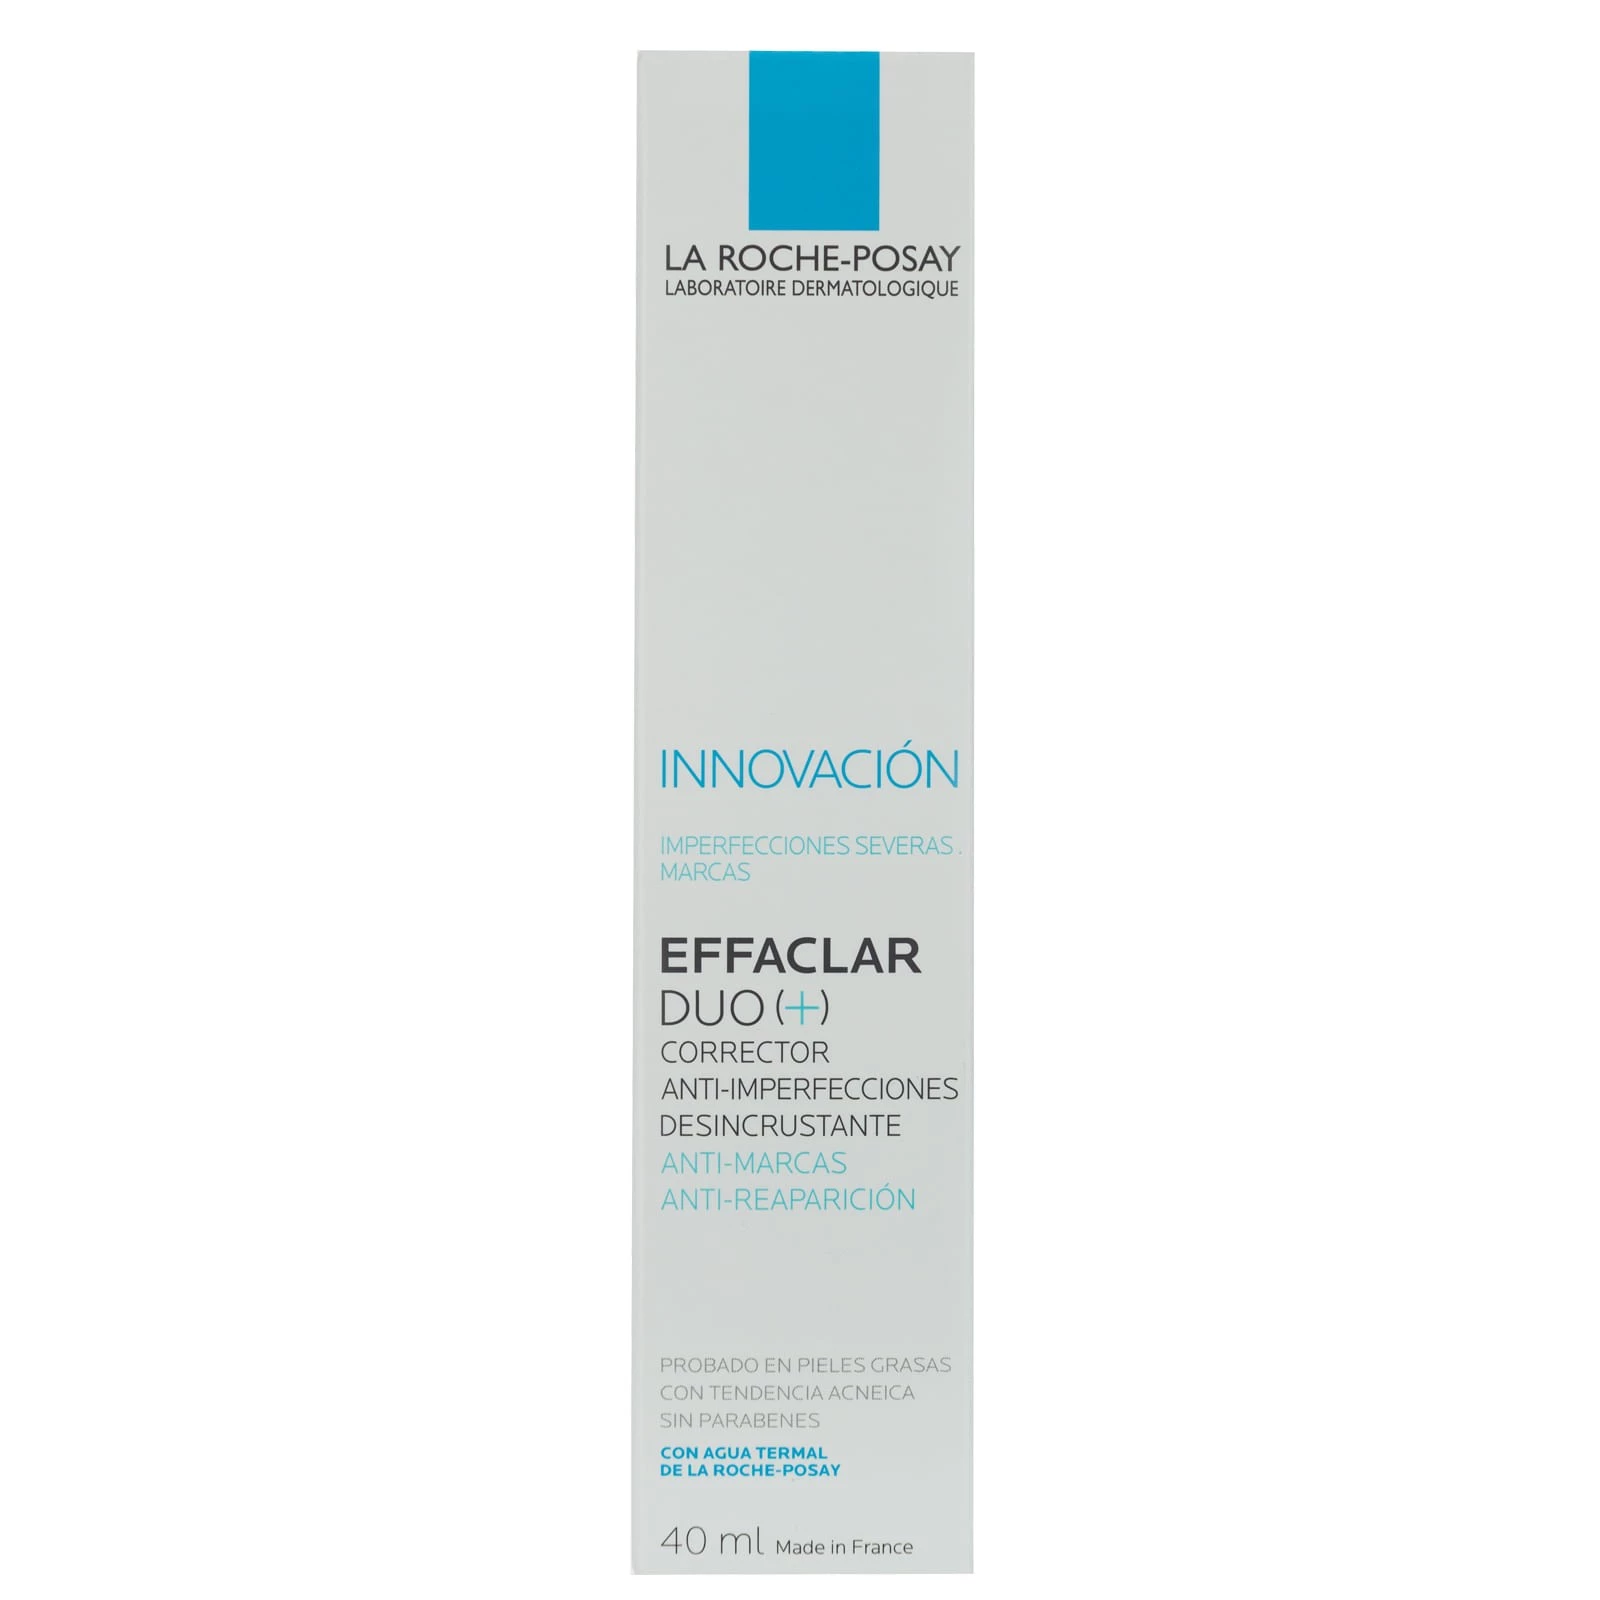 LA ROCHE-POSAY
LABORATOIRE DERMATOLOGIQUE
INNOVACIÓN
IMPERFECCIONES SEVERAS.
MARCAS
EFFACLAR
DUO (+)
CORRECTOR
ANTI-IMPERFECCIONES
DESINCRUSTANTE
ANTI-MARCAS
ANTI-REAPARICIÓN
PROBADO EN PIELES GRASAS
CON TENDENCIA ACNEICA
SIN PARABENES
CON AGUA TERMAL
DE LA ROCHE-POSAY
40 ml Made in France